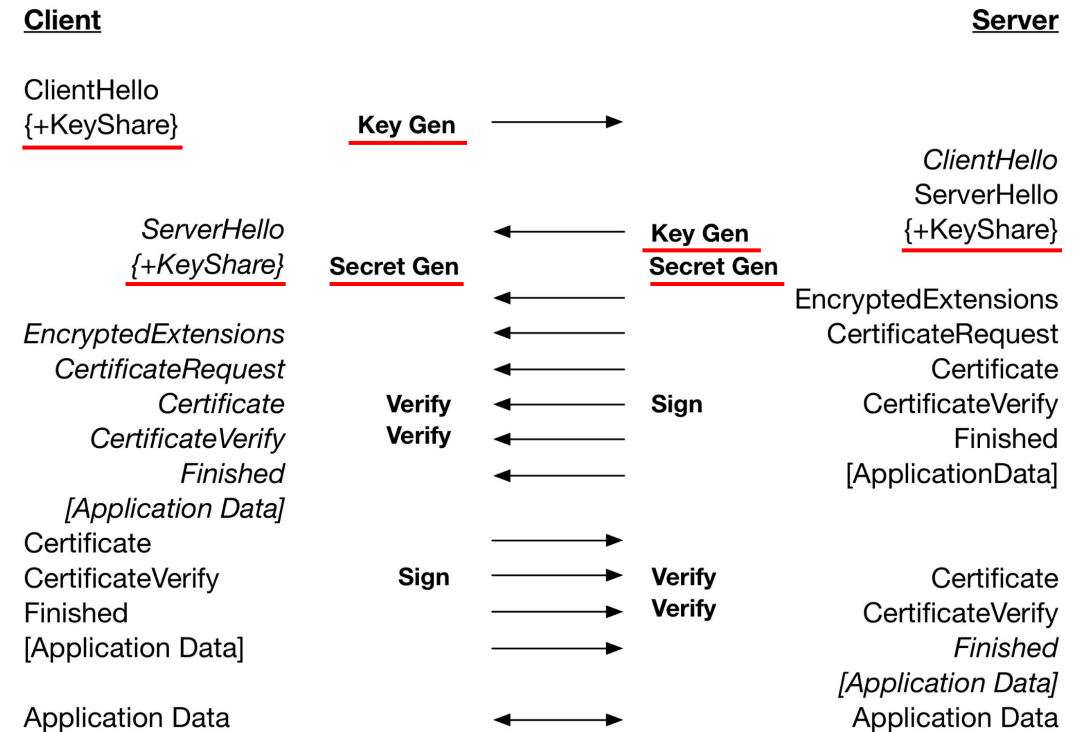 Client Server
ClientHello
{+KeyShare} Key Gen
ClientHello
ServerHello
ServerHello Key Gen {+KeyShare}
{+KeyShare} Secret Gen Secret Gen
EncryptedExtensions
EncryptedExtensions CertificateRequest
CertificateRequest Certificate
Certificate Verify Sign CertificateVerify
CertificateVerify Verify Finished
Finished [ApplicationData]
[Application Data]
Certificate
CertificateVerify Sign Verify Certificate
Finished Verify CertificateVerify
[Application Data] Finished
[Application Data]
Application Data Application Data